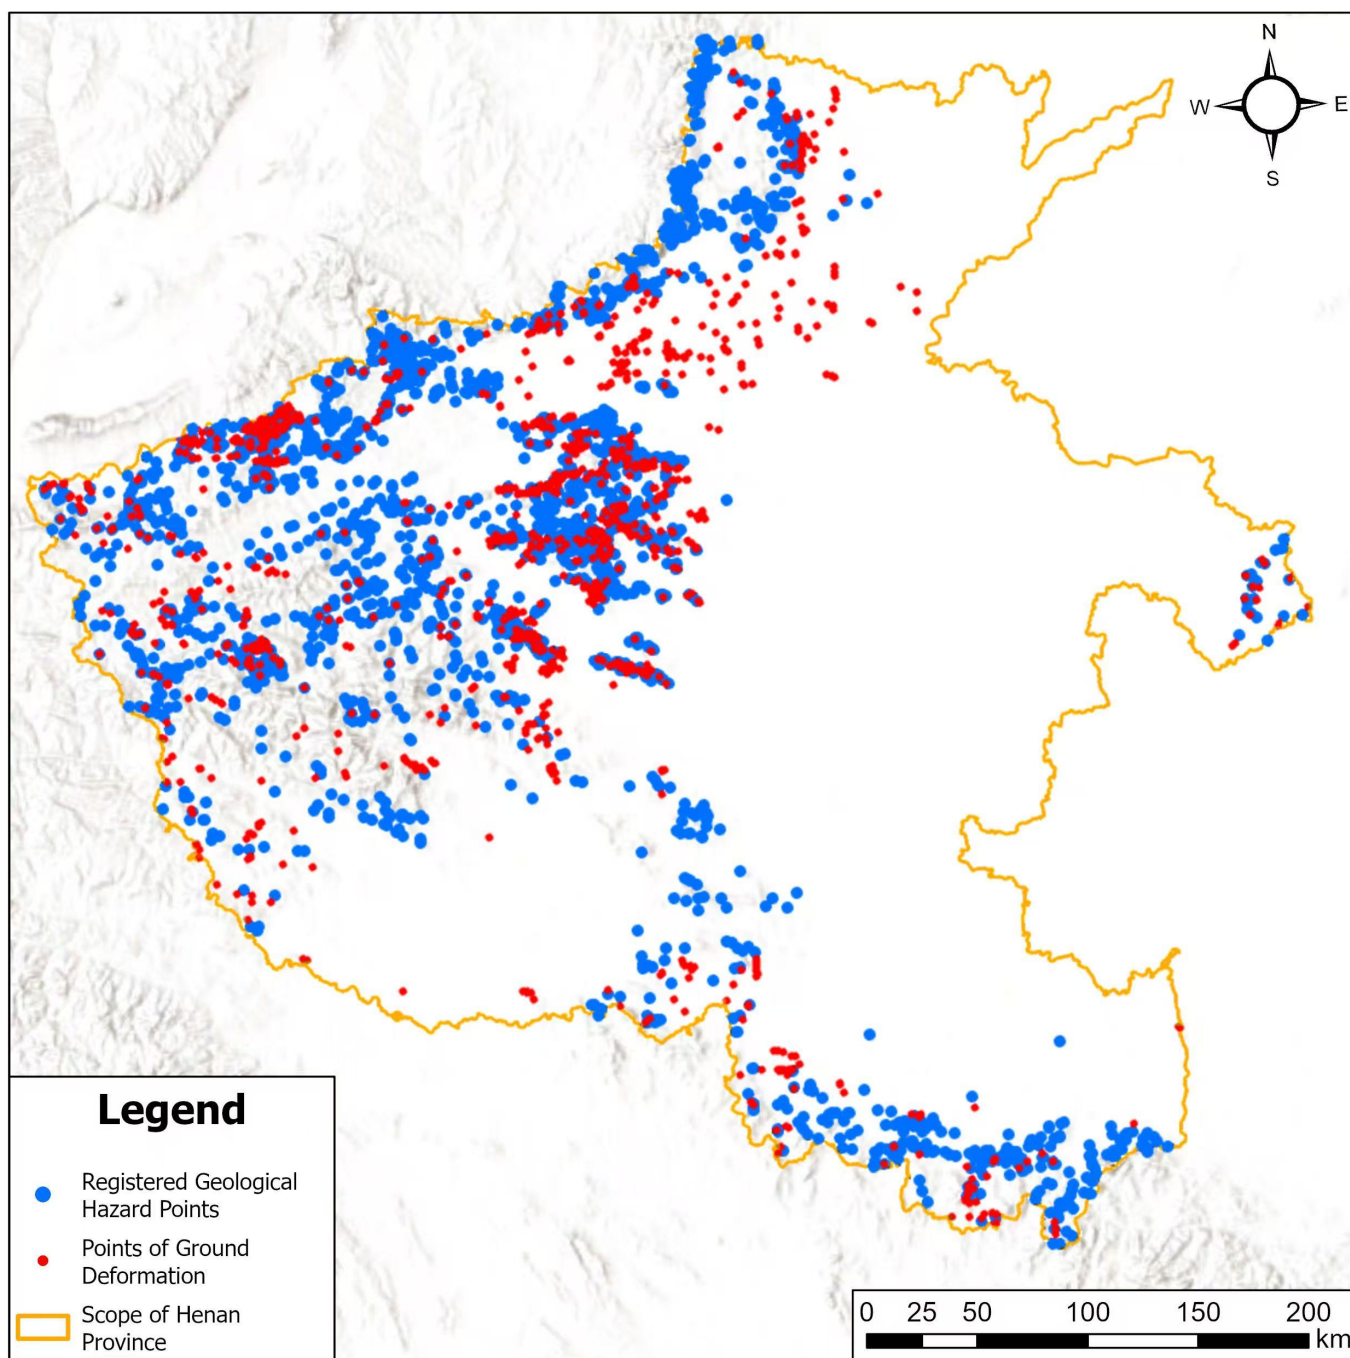 N
W E
S
Legend
Registered Geological
Hazard Points
Points of Ground
Deformation
Scope of Henan
Province
0 25 50 100 150 200
km